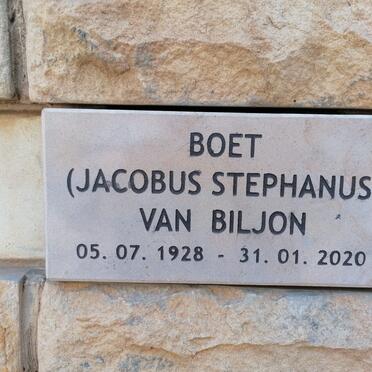 BOET
(JACOBUS STEPHANUS
VAN BILJON
05. 07. 1928 - 31. 01. 2020